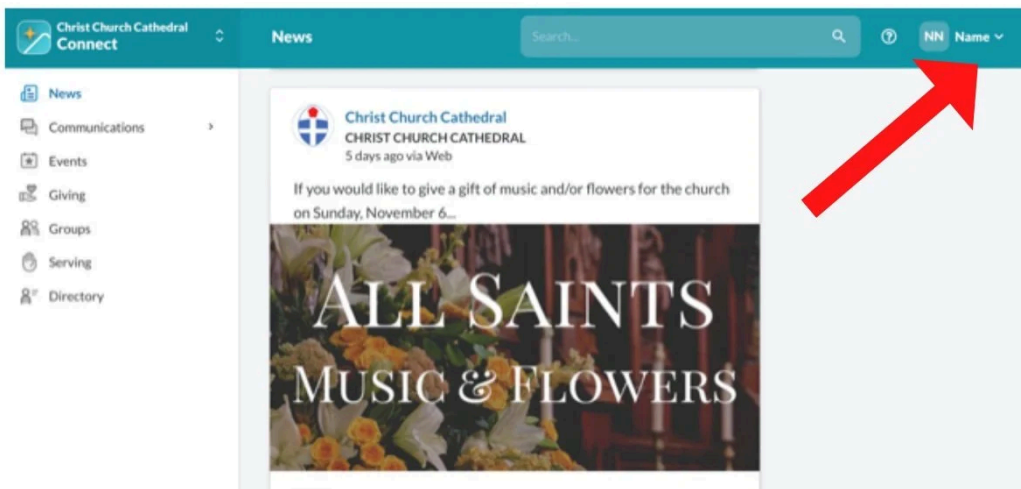 Christ Church Cathedral
Connect
News
Search...
NN Name
News
Communications
Events
Giving
Groups
Serving
Directory
Christ Church Cathedral
CHRIST CHURCH CATHEDRAL
5 days ago via Web
If you would like to give a gift of music and/or flowers for the church
on Sunday, November 6...
ALL SAINTS
MUSIC & FLOWERS